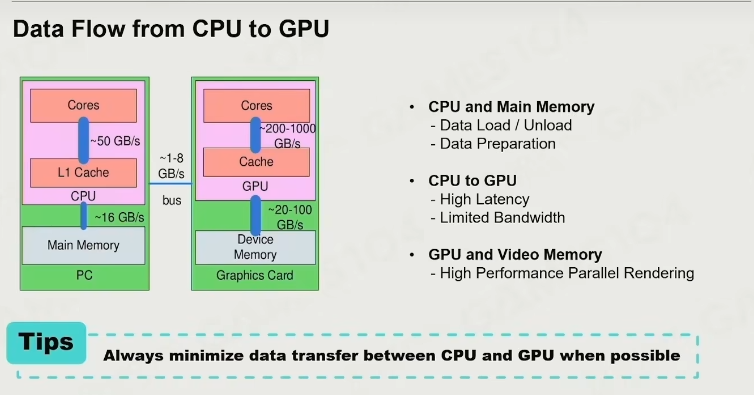 Data Flow from CPU to GPU
Cores
~50 GB/s
L1 Cache
CPU
~16 GB/s
Main Memory
PC
~1-8
GB/s
bus
Cores
~200-1000
GB/s
Cache
GPU
~20-100
GB/s
Device
Memory
Graphics Card
• CPU and Main Memory
- Data Load / Unload
- Data Preparation
• CPU to GPU
- High Latency
- Limited Bandwidth
• GPU and Video Memory
- High Performance Parallel Rendering
Tips
Always minimize data transfer between CPU and GPU when possible